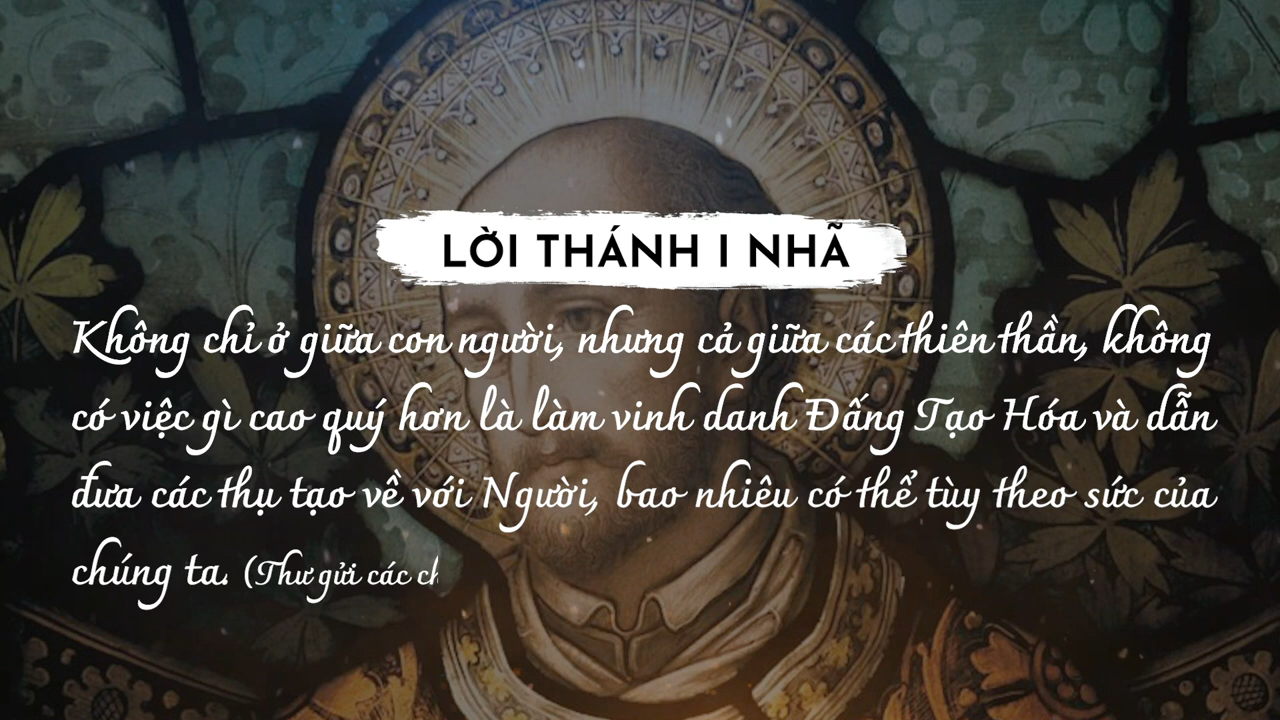 LỜI THÁNH I NHÃ
Không chỉ ở giữa con người, nhưng cả giữa các thiên thần, không
có việc gì cao quý hơn là làm vinh danh Đấng Tạo Hóa và dẫn
đưa các thụ tạo về với Người, bao nhiêu có thể tùy theo sức của
chúng ta. (Thư gửi các